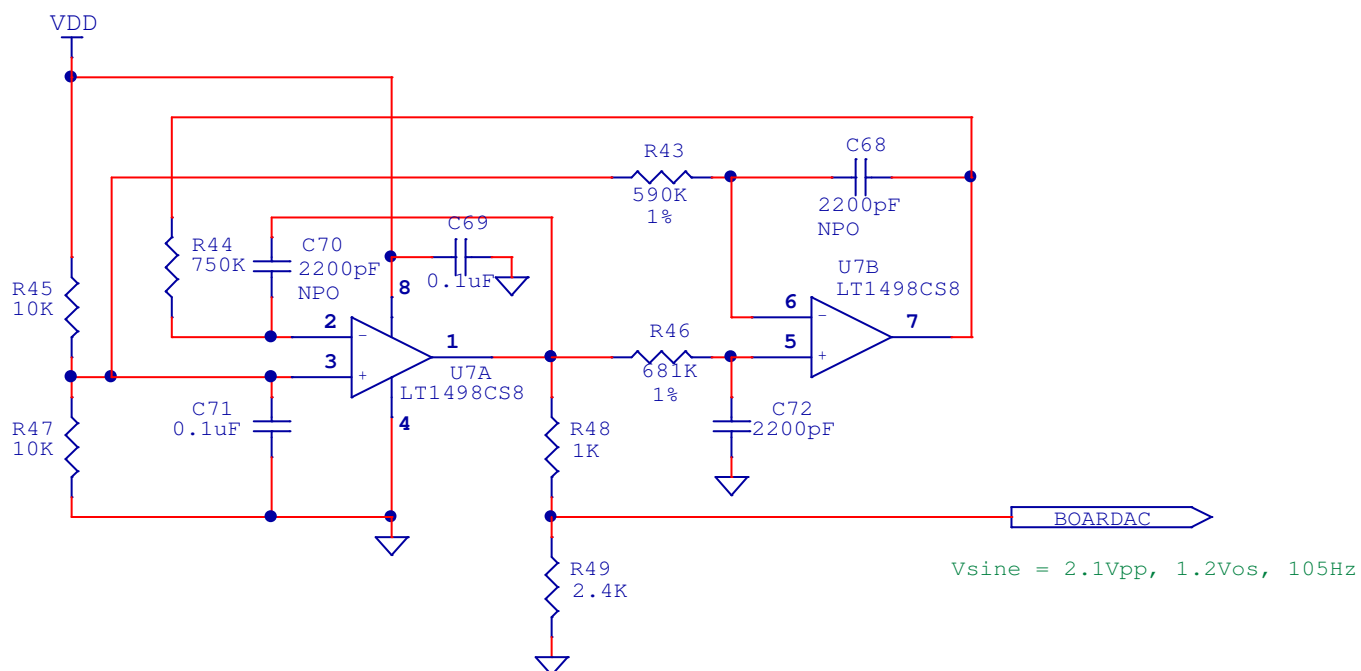 VDD
C68
R43
590K
1%
2200pF
NPO
C69
0.1uF
R44
750K
C70
2200pF
NPO
U7B
LT1498CS8
R45
10K
8
6
7
2
1
R46
5
3
U7A
LT1498CS8
681K
1%
C71
0.1uF
4
C72
2200pF
R47
10K
R48
1K
BOARDAC
R49
2.4K
Vsine = 2.1Vpp, 1.2Vos, 105Hz